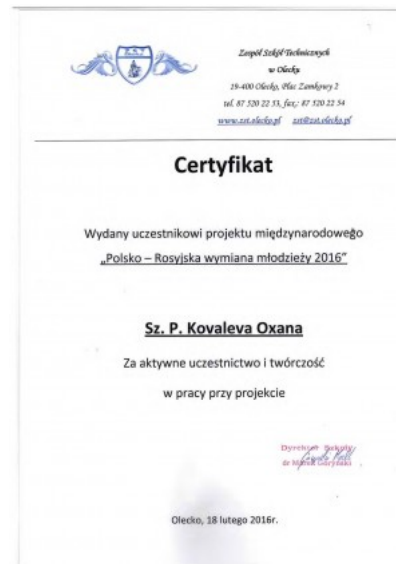 Z.S.T
Zespół Szkół Technicznych
w Olecku
19-400 Olecko, Plac Zamkowy 2
tel. 87 520 22 53, fax,: 87 520 22 54
www.zst.olecko.pl zst@zst.olecko.pl
Certyfikat
Wydany uczestnikowi projektu międzynarodowego
„Polsko – Rosyjska wymiana młodzieży 2016”
Sz. P. Kovaleva Oxana
Za aktywne uczestnictwo i twórczość
w pracy przy projekcie
Dyrektor Szkoły
dr Marek
Olecko, 18 lutego 2016r.